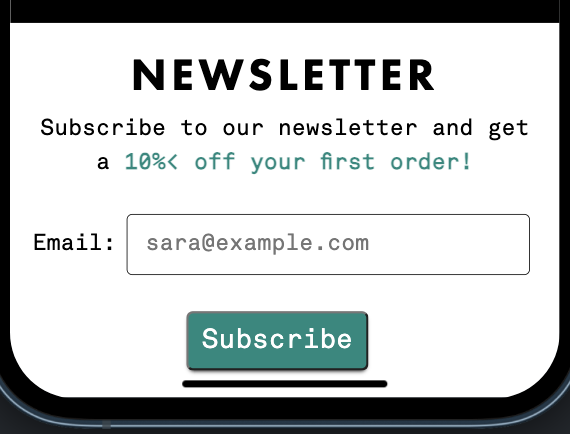 NEWSLETTER
Subscribe to our newsletter and get
a 10%< off your first order!
Email: sara@example.com
Subscribe